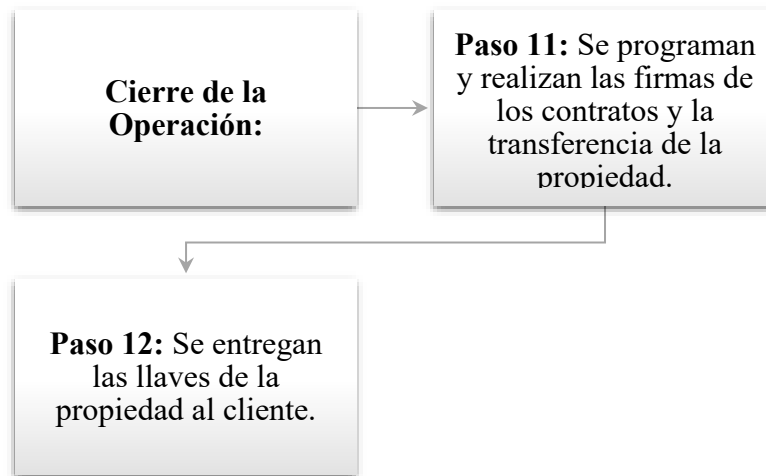 Cierre de la
Operación:
Paso 11: Se programan
y realizan las firmas de
los contratos y la
transferencia de la
propiedad.
Paso 12: Se entregan
las llaves de la
propiedad al cliente.